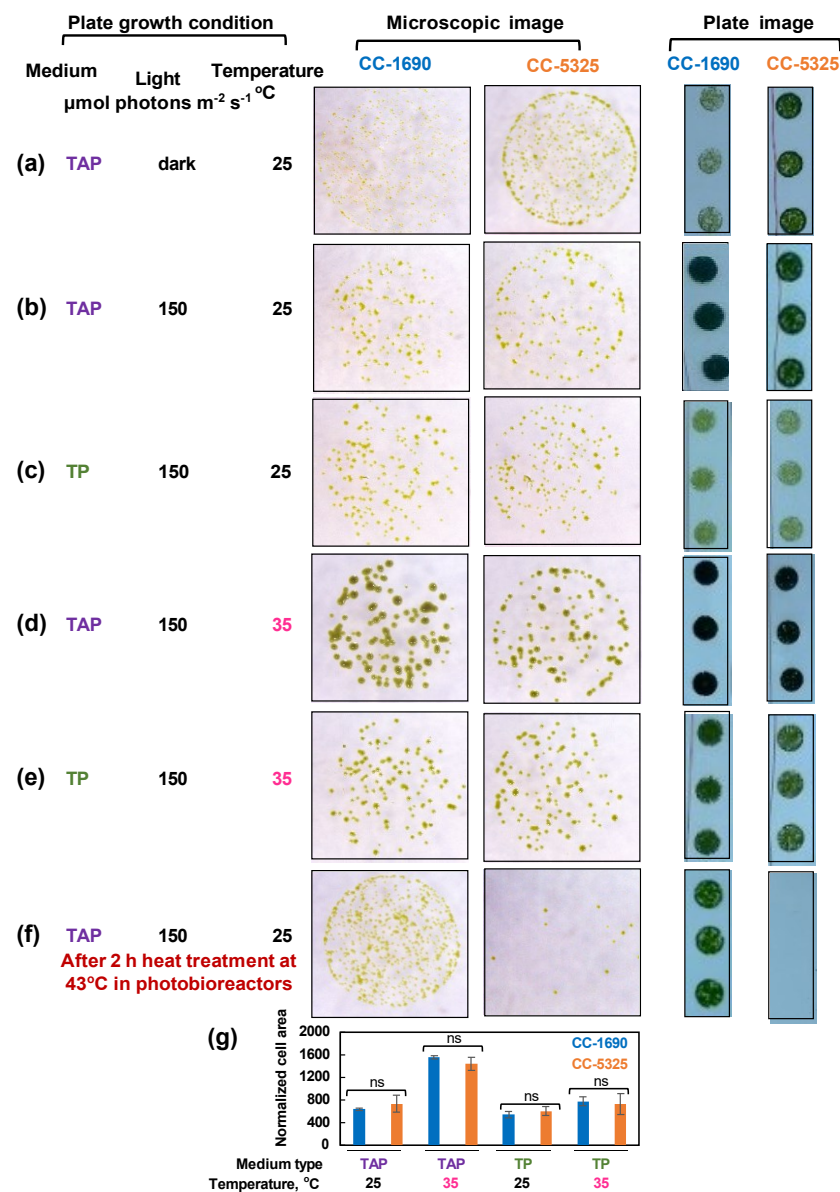 Plate growth condition Microscopic image Plate image
Medium Light Temperature CC-1690 CC-5325 CC-1690 CC-5325
µmol photons m⁻² s⁻¹ ᵒC
(a) TAP dark 25
(b) TAP 150 25
(c) TP 150 25
(d) TAP 150 35
(e) TP 150 35
(f) TAP 150 25
After 2 h heat treatment at
43ᵒC in photobioreactors
(g)
Normalized cell area
2000
1600
1200
800
400
0
ns ns ns ns
CC-1690
CC-5325
Medium type TAP TAP TP TP
Temperature, ᵒC 25 35 25 35